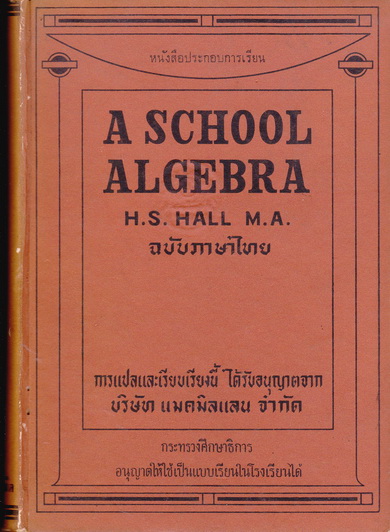 หนังสือประกอบการเรียน
A SCHOOL
ALGEBRA
H.S. HALL M.A.
ฉบับภาษาไทย
การแปลและเรียบเรียงนี้ ได้รับอนุญาตจาก
บริษัท แมคมิลแลน จำกัด
กระทรวงศึกษาธิการ
อนุญาตให้ใช้เป็นแบบเรียนในโรงเรียนได้